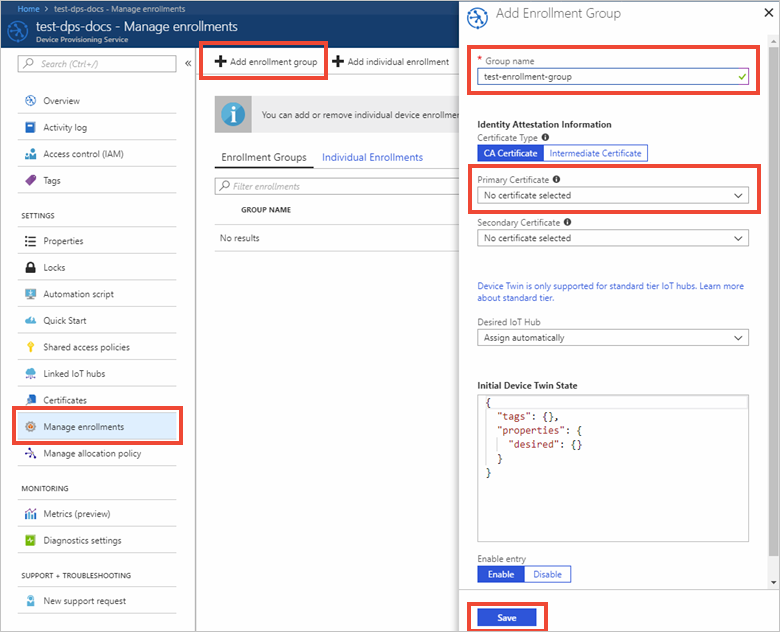 Home > test-dps-docs - Manage enrollments
test-dps-docs - Manage enrollments
Device Provisioning Service
Search (Ctrl+/)
Overview
Activity log
Access control (IAM)
Tags
SETTINGS
Properties
Locks
Automation script
Quick Start
Shared access policies
Linked IoT hubs
Certificates
Manage enrollments
Manage allocation policy
MONITORING
Metrics (preview)
Diagnostics settings
SUPPORT + TROUBLESHOOTING
New support request
Add enrollment group
Add individual enrollment
You can add or remove individual device enrollmen
Enrollment Groups
Individual Enrollments
Filter enrollments
GROUP NAME
No results
Add Enrollment Group
* Group name
test-enrollment-group
Identity Attestation Information
Certificate Type
CA Certificate
Intermediate Certificate
Primary Certificate
No certificate selected
Secondary Certificate
No certificate selected
Device Twin is only supported for standard tier IoT hubs. Learn more
about standard tier.
Desired IoT Hub
Assign automatically
Initial Device Twin State
{
"tags": {},
"properties": {
"desired": {}
}
}
Enable entry
Enable
Disable
Save